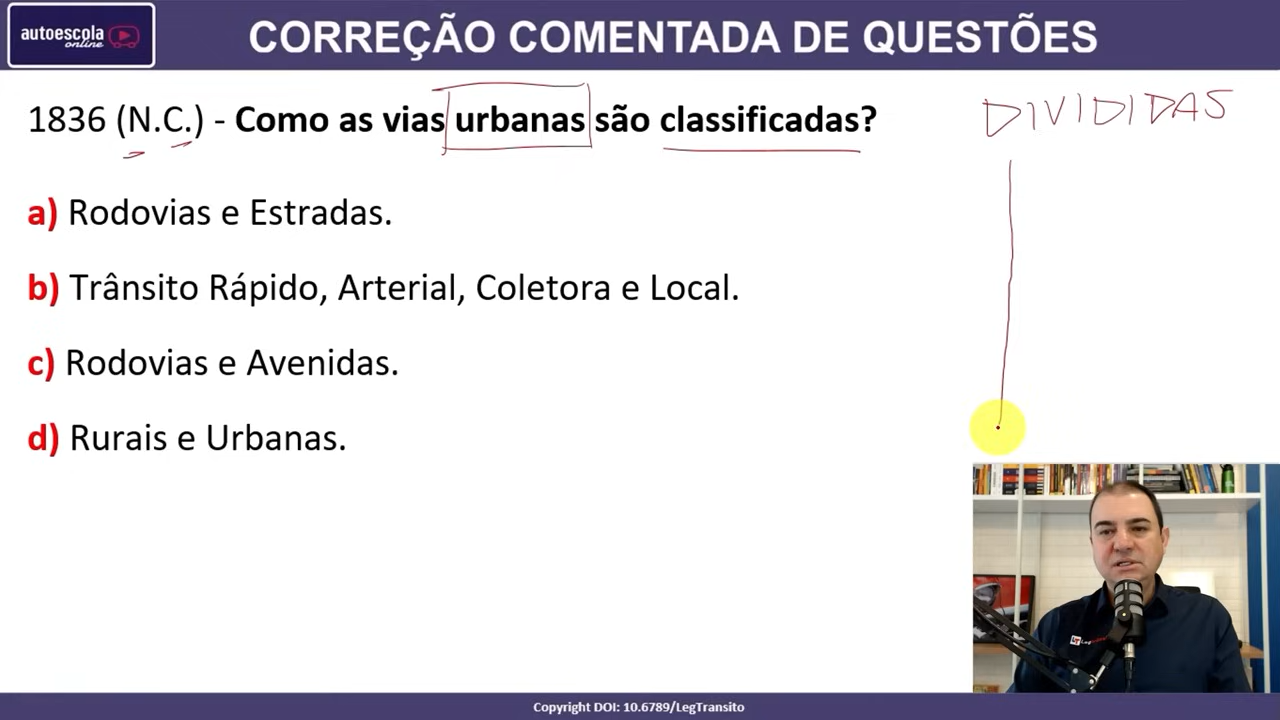 autoescola
online
CORREÇÃO COMENTADA DE QUESTÕES
1836 (N.C.) - Como as vias urbanas são classificadas?
DIVIDIDAS
a) Rodovias e Estradas.
b) Trânsito Rápido, Arterial, Coletora e Local.
c) Rodovias e Avenidas.
d) Rurais e Urbanas.
Copyright DOI: 10.6789/LegTransito